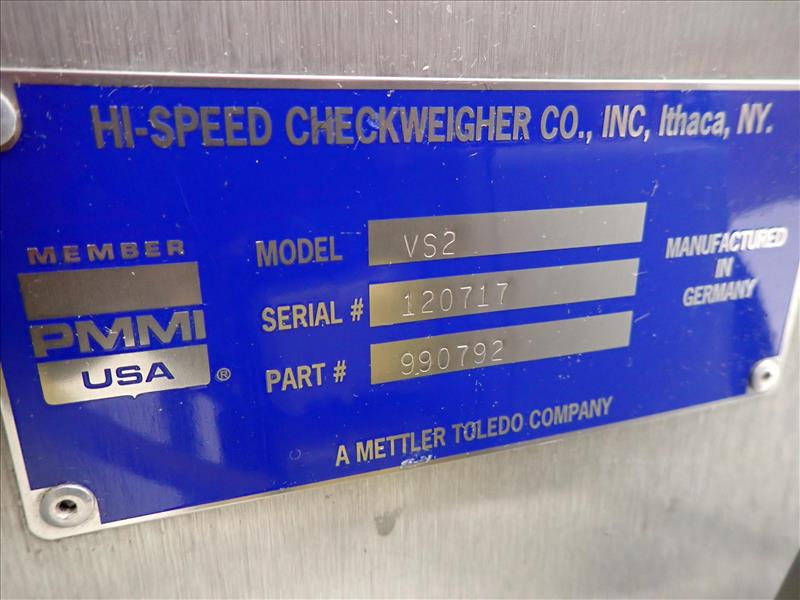 HI-SPEED CHECKWEIGHER CO., INC, Ithaca, NY.
MEMBER
PMMI
USA ®
MODEL VS2
SERIAL # 120717
PART # 990792
MANUFACTURED
IN
GERMANY
A METTLER TOLEDO COMPANY